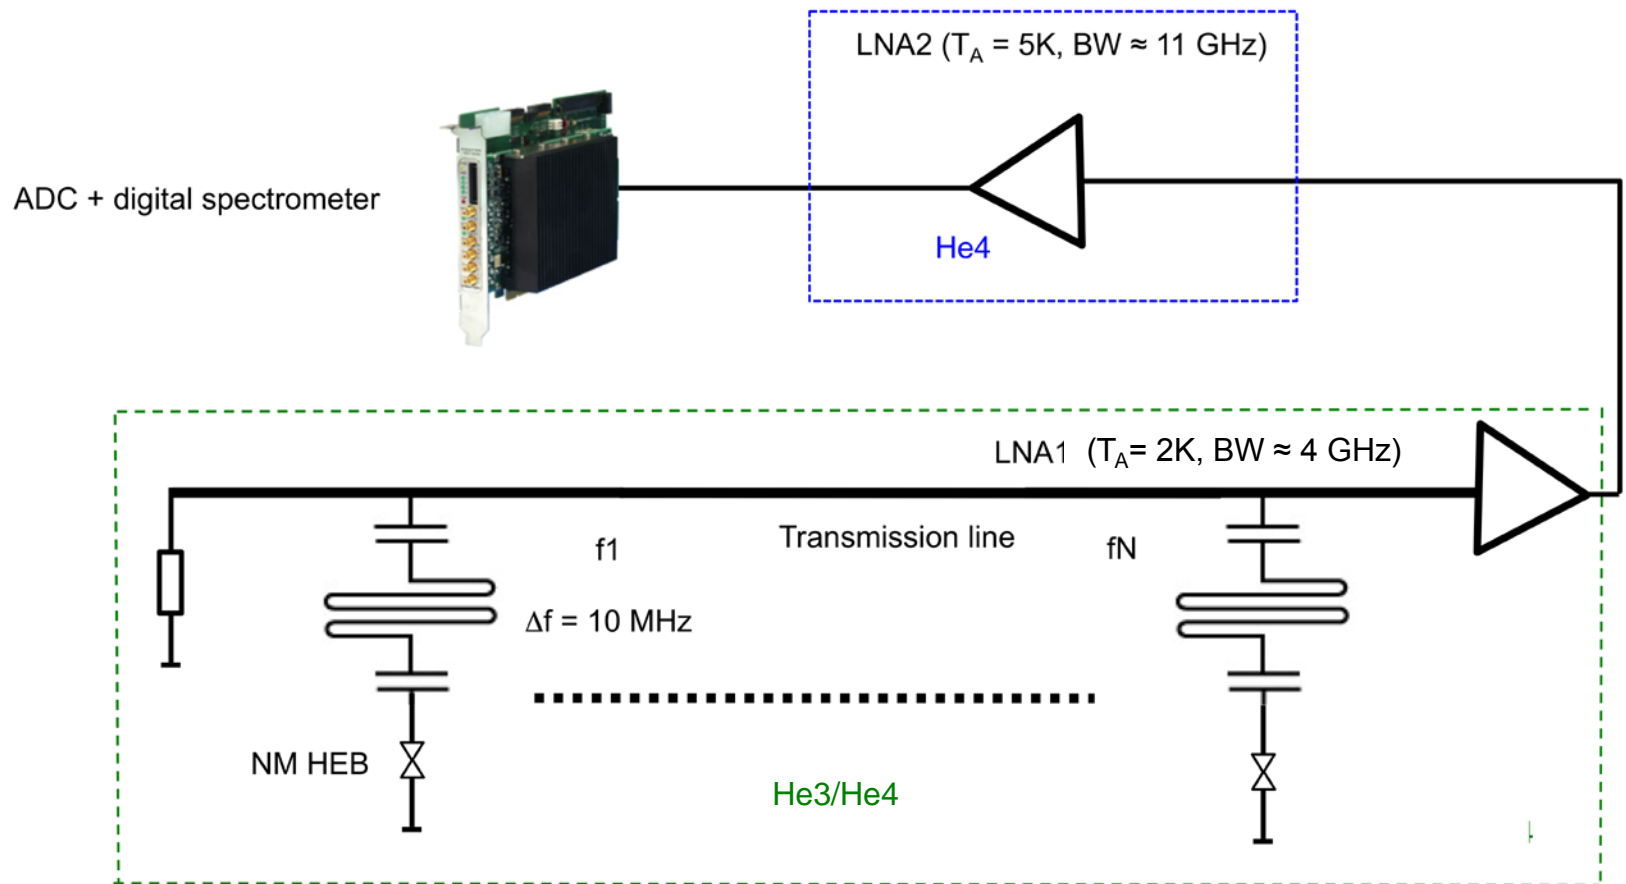 LNA2 (TA = 5K, BW ≈ 11 GHz)
ADC + digital spectrometer
He4
LNA1 (TA= 2K, BW ≈ 4 GHz)
f1
Transmission line
fN
Δf = 10 MHz
NM HEB
He3/He4